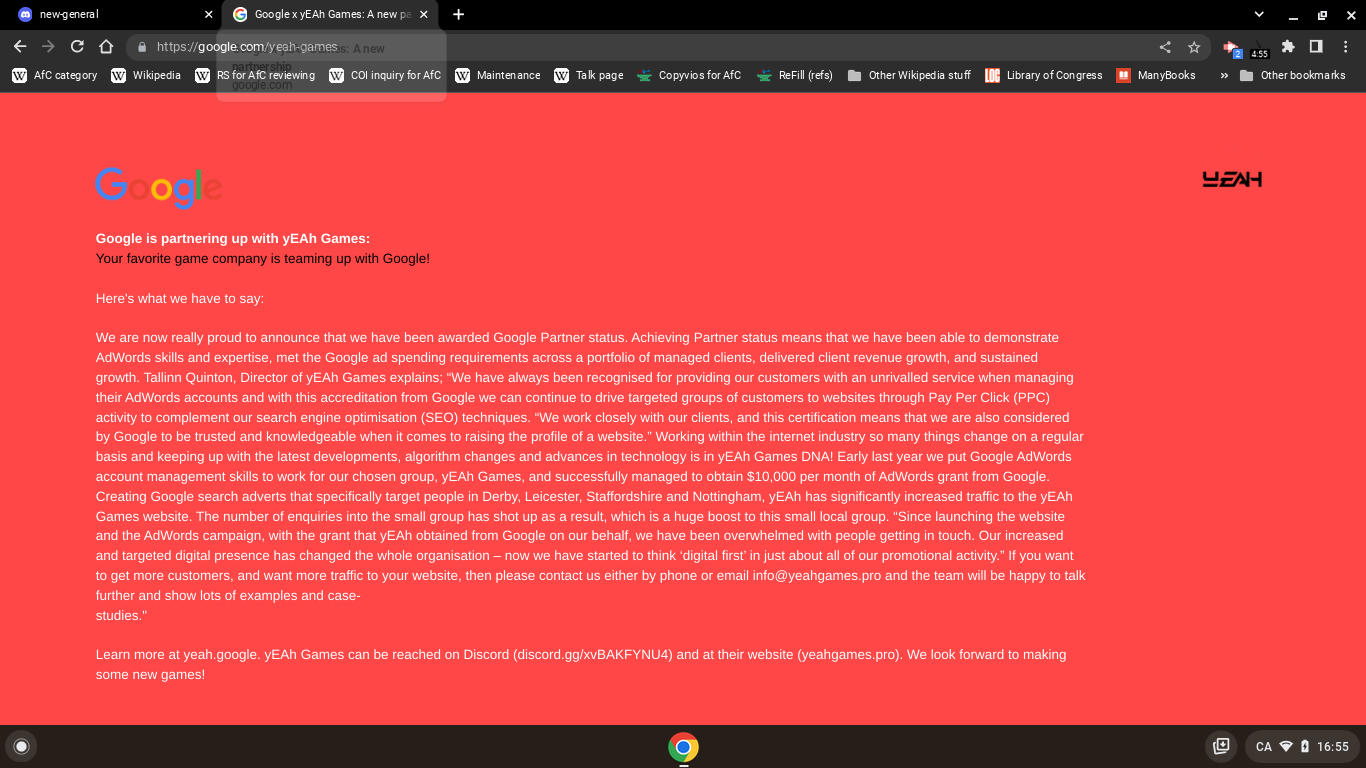 new-general
Google x yEAh Games: A new pa
https://google.com/yeah-games
4:55
2
AfC category
Wikipedia
RS for AfC reviewing
COI inquiry for AfC
Maintenance
Talk page
Copyvios for AfC
ReFill (refs)
Other Wikipedia stuff
Library of Congress
ManyBooks
»
Other bookmarks
partnership
google.com
Google
YEAH
Google is partnering up with yEAh Games:
Your favorite game company is teaming up with Google!
Here's what we have to say:
We are now really proud to announce that we have been awarded Google Partner status. Achieving Partner status means that we have been able to demonstrate
AdWords skills and expertise, met the Google ad spending requirements across a portfolio of managed clients, delivered client revenue growth, and sustained
growth. Tallinn Quinton, Director of yEAh Games explains; “We have always been recognised for providing our customers with an unrivalled service when managing
their AdWords accounts and with this accreditation from Google we can continue to drive targeted groups of customers to websites through Pay Per Click (PPC)
activity to complement our search engine optimisation (SEO) techniques. “We work closely with our clients, and this certification means that we are also considered
by Google to be trusted and knowledgeable when it comes to raising the profile of a website.” Working within the internet industry so many things change on a regular
basis and keeping up with the latest developments, algorithm changes and advances in technology is in yEAh Games DNA! Early last year we put Google AdWords
account management skills to work for our chosen group, yEAh Games, and successfully managed to obtain $10,000 per month of AdWords grant from Google.
Creating Google search adverts that specifically target people in Derby, Leicester, Staffordshire and Nottingham, yEAh has significantly increased traffic to the yEAh
Games website. The number of enquiries into the small group has shot up as a result, which is a huge boost to this small local group. “Since launching the website
and the AdWords campaign, with the grant that yEAh obtained from Google on our behalf, we have been overwhelmed with people getting in touch. Our increased
and targeted digital presence has changed the whole organisation – now we have started to think ‘digital first’ in just about all of our promotional activity.” If you want
to get more customers, and want more traffic to your website, then please contact us either by phone or email info@yeahgames.pro and the team will be happy to talk
further and show lots of examples and case-
studies."
Learn more at yeah.google. yEAh Games can be reached on Discord (discord.gg/xvBAKFYNU4) and at their website (yeahgames.pro). We look forward to making
some new games!
CA
16:55